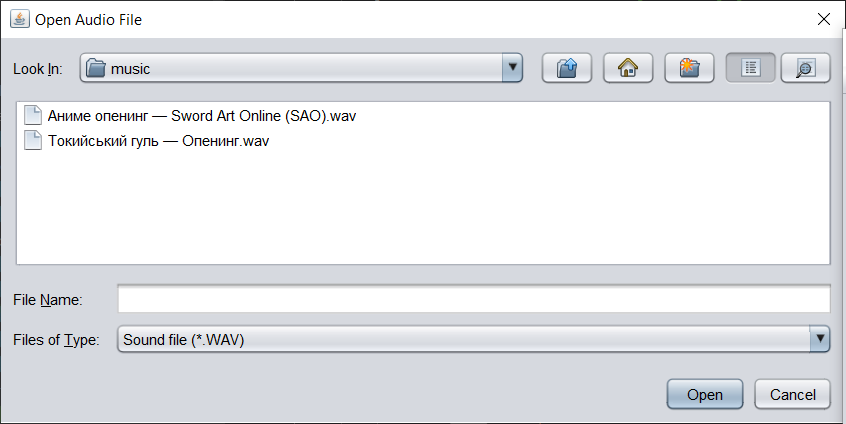 Open Audio File
Look In: music
Аниме опенинг — Sword Art Online (SAO).wav
Токийський гуль — Опенинг.wav
File Name:
Files of Type: Sound file (*.WAV)
Open Cancel